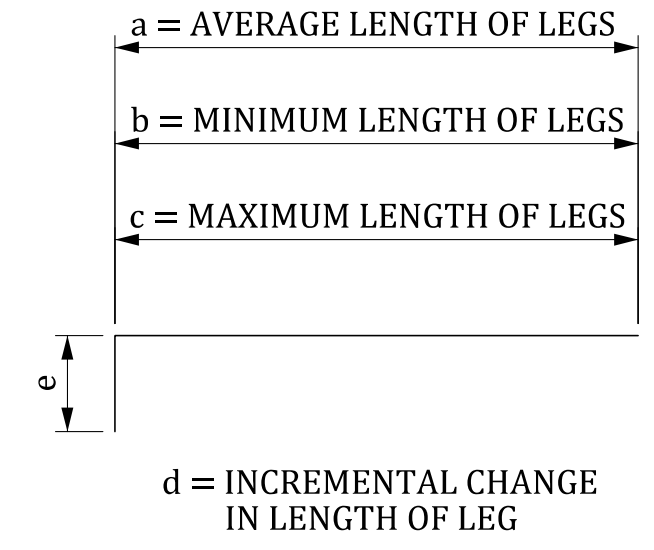 a = AVERAGE LENGTH OF LEGS
b = MINIMUM LENGTH OF LEGS
c = MAXIMUM LENGTH OF LEGS
e
d = INCREMENTAL CHANGE
IN LENGTH OF LEG